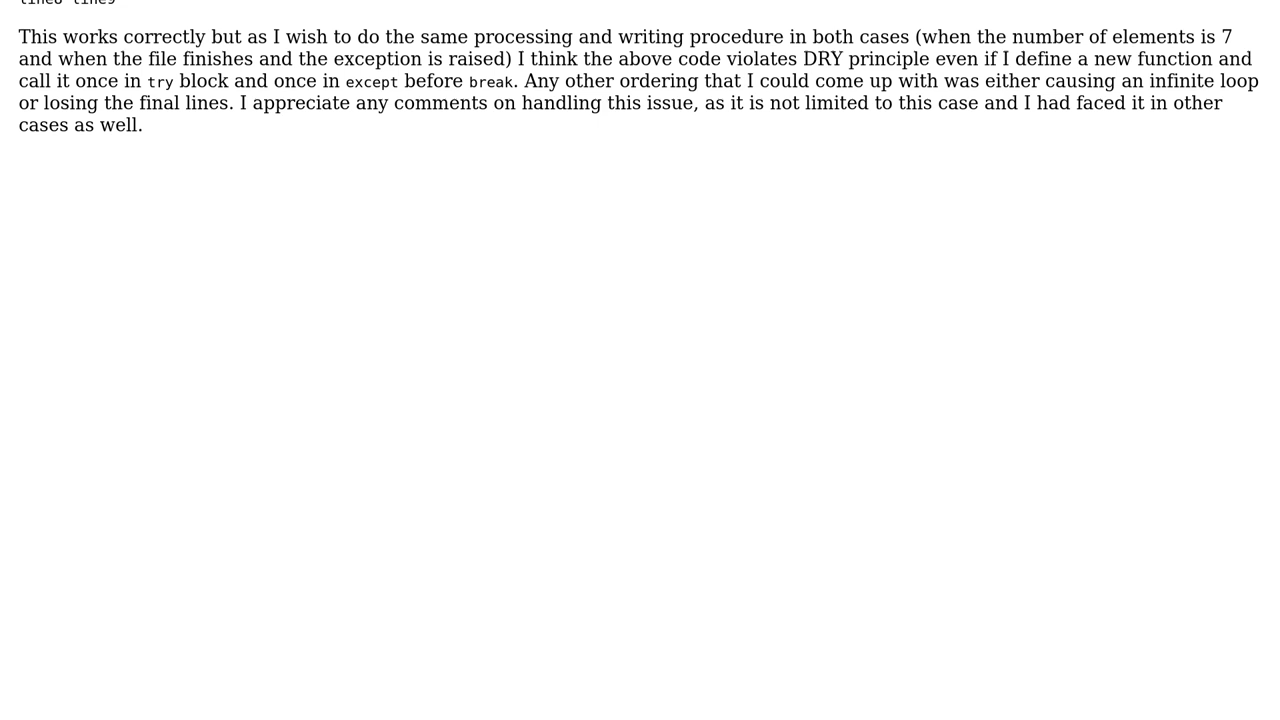 line8 line9
This works correctly but as I wish to do the same processing and writing procedure in both cases (when the number of elements is 7
and when the file finishes and the exception is raised) I think the above code violates DRY principle even if I define a new function and
call it once in try block and once in except before break. Any other ordering that I could come up with was either causing an infinite loop
or losing the final lines. I appreciate any comments on handling this issue, as it is not limited to this case and I had faced it in other
cases as well.